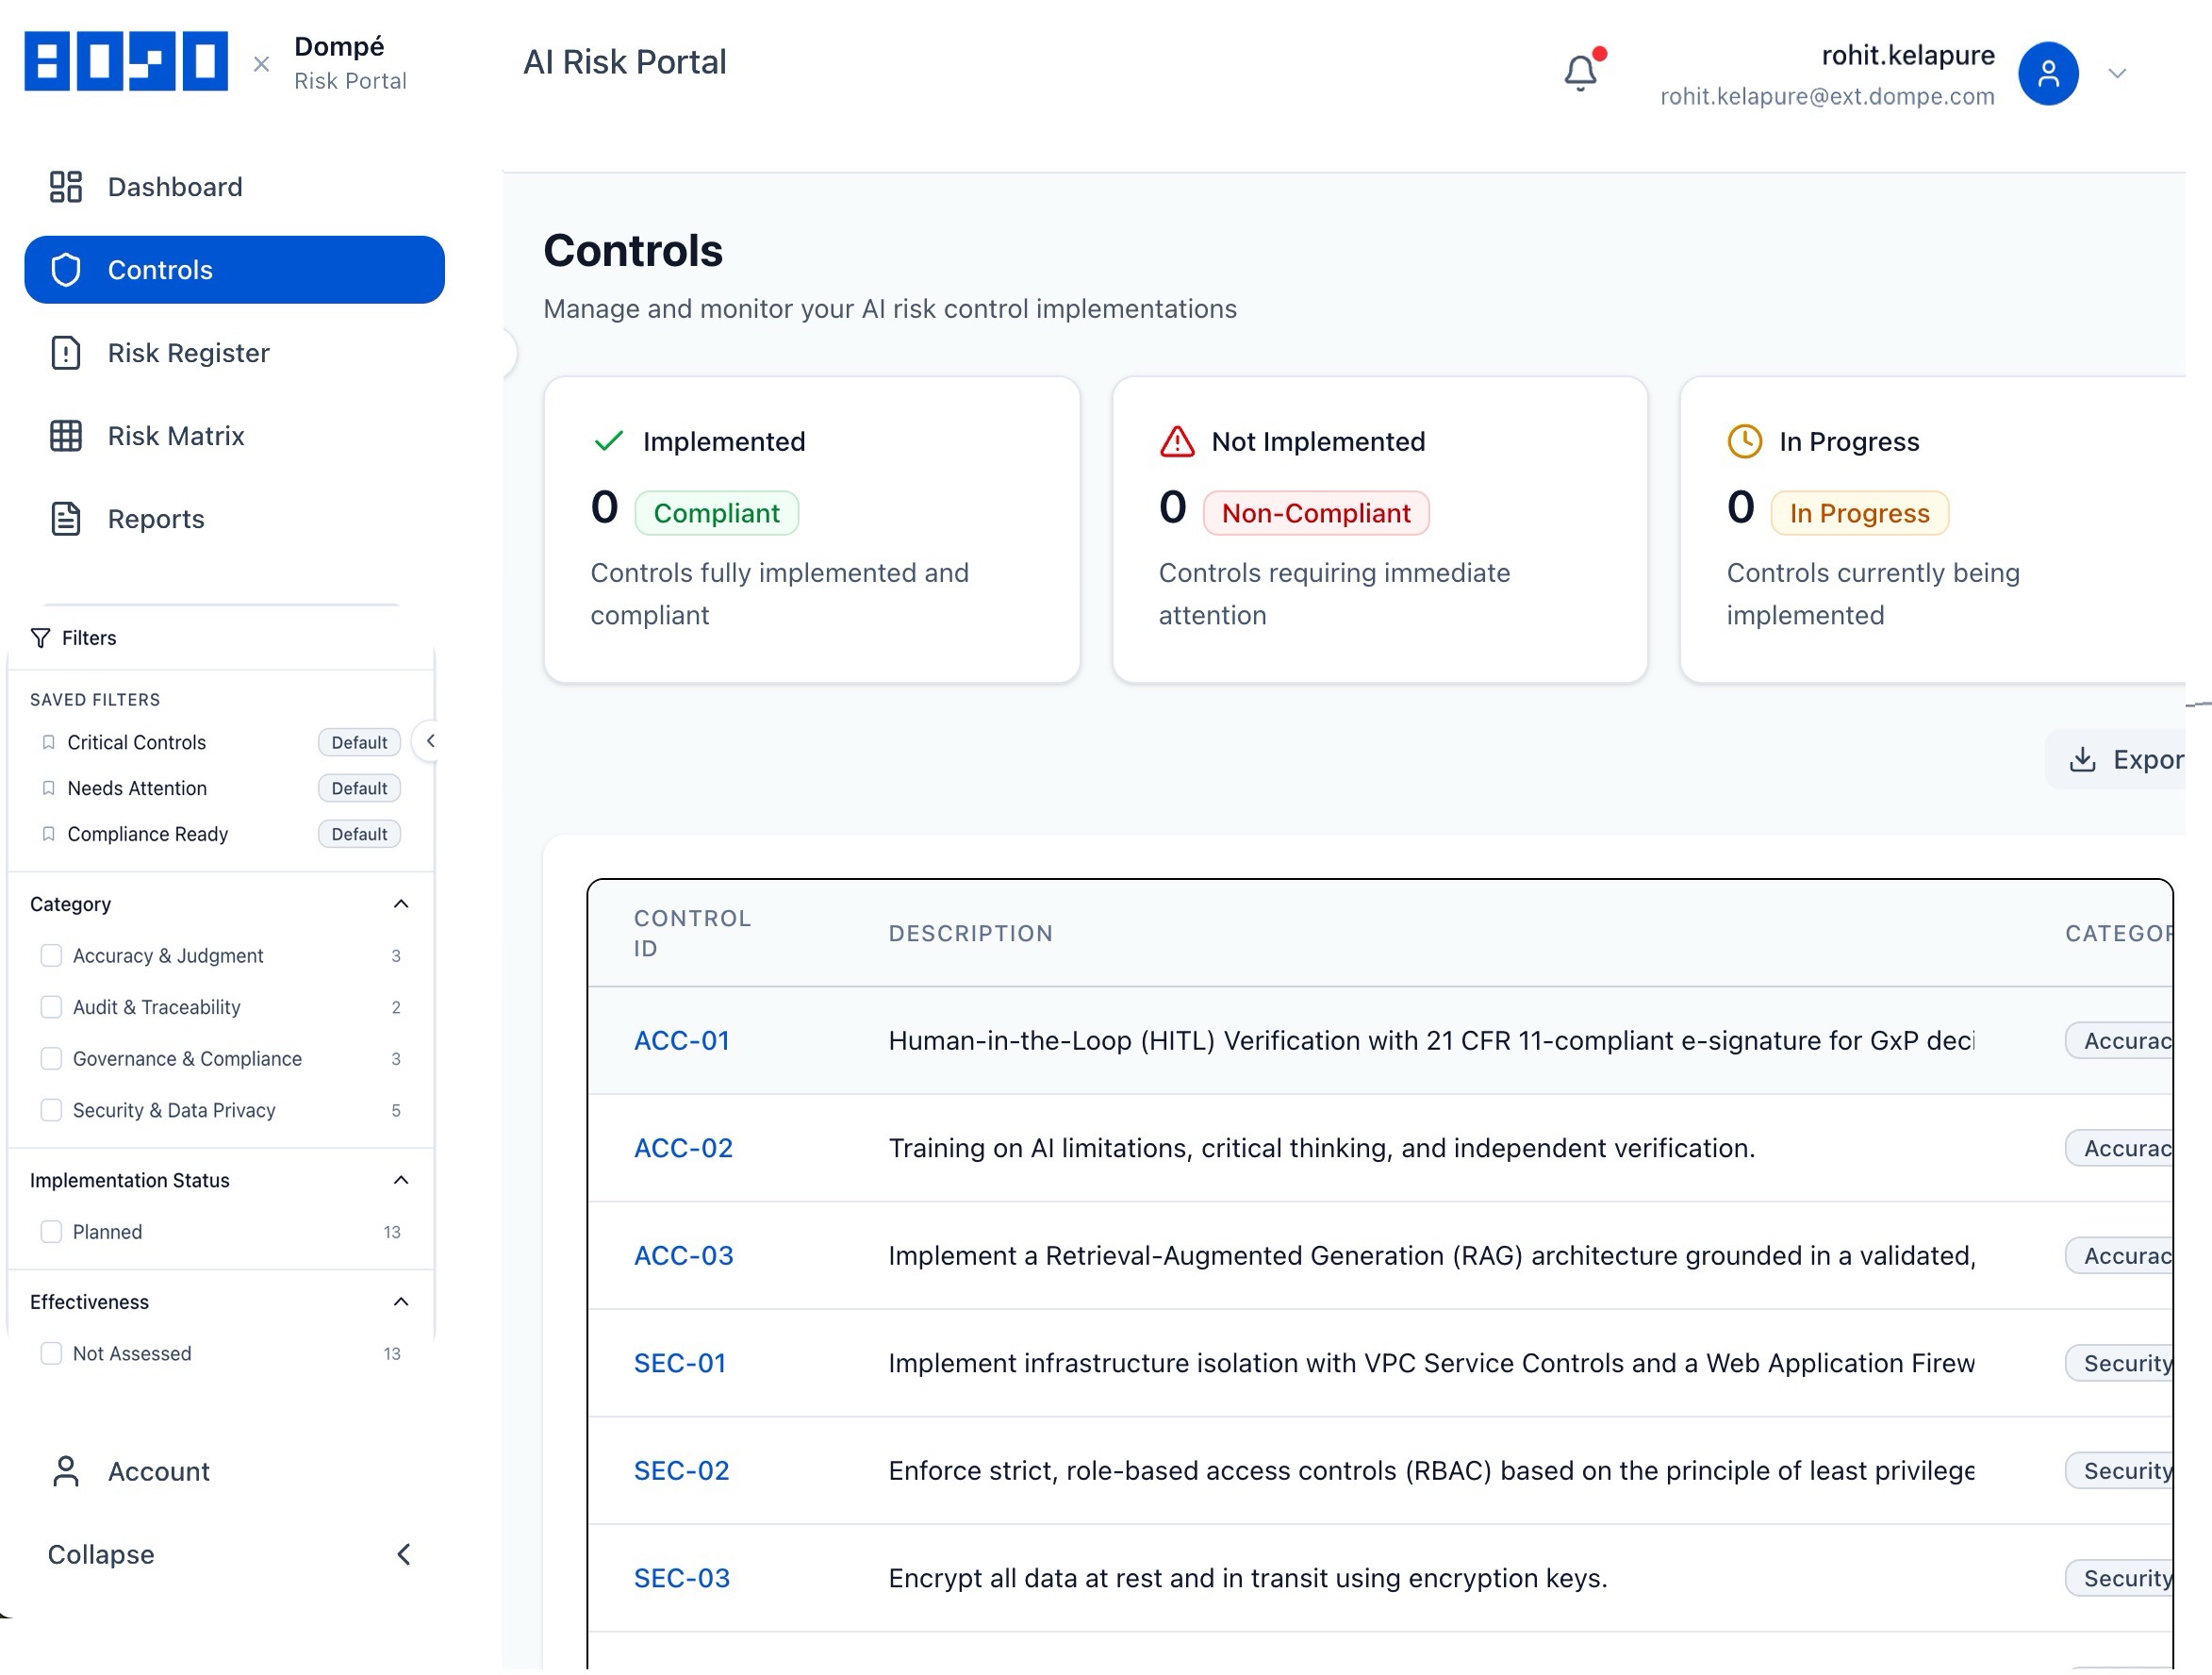 8090
Dompé
Risk Portal
AI Risk Portal
rohit.kelapure
rohit.kelapure@ext.dompe.com
Dashboard
Controls
Risk Register
Risk Matrix
Reports
Filters
SAVED FILTERS
Critical Controls Default
Needs Attention Default
Compliance Ready Default
Category
Accuracy & Judgment 3
Audit & Traceability 2
Governance & Compliance 3
Security & Data Privacy 5
Implementation Status
Planned 13
Effectiveness
Not Assessed 13
Account
Collapse
Controls
Manage and monitor your AI risk control implementations
Implemented
0 Compliant
Controls fully implemented and
compliant
Not Implemented
0 Non-Compliant
Controls requiring immediate
attention
In Progress
0 In Progress
Controls currently being
implemented
Expor
CONTROL
ID
DESCRIPTION
CATEGOR
ACC-01 Human-in-the-Loop (HITL) Verification with 21 CFR 11-compliant e-signature for GxP deci Accurac
ACC-02 Training on AI limitations, critical thinking, and independent verification. Accurac
ACC-03 Implement a Retrieval-Augmented Generation (RAG) architecture grounded in a validated, Accurac
SEC-01 Implement infrastructure isolation with VPC Service Controls and a Web Application Firew Security
SEC-02 Enforce strict, role-based access controls (RBAC) based on the principle of least privilege Security
SEC-03 Encrypt all data at rest and in transit using encryption keys. Security